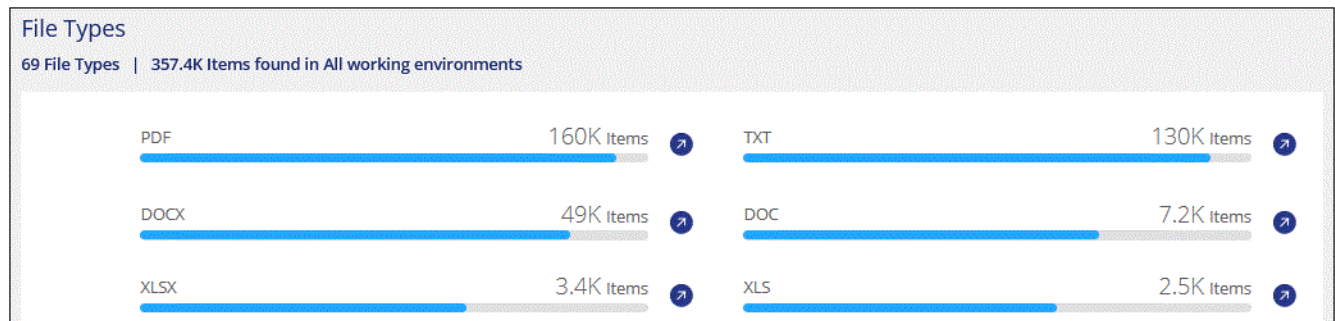 File Types
69 File Types | 357.4K Items found in All working environments
PDF 160K Items
TXT 130K Items
DOCX 49K Items
DOC 7.2K Items
XLSX 3.4K Items
XLS 2.5K Items